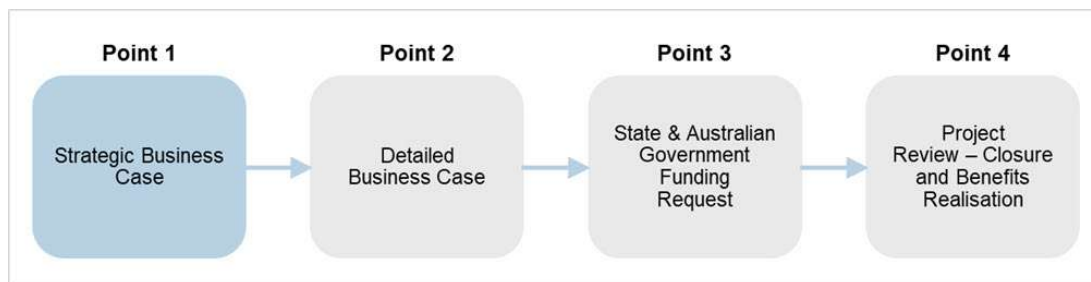 Point 1
Strategic Business
Case
Point 2
Detailed
Business Case
Point 3
State & Australian
Government
Funding
Request
Point 4
Project
Review – Closure
and Benefits
Realisation